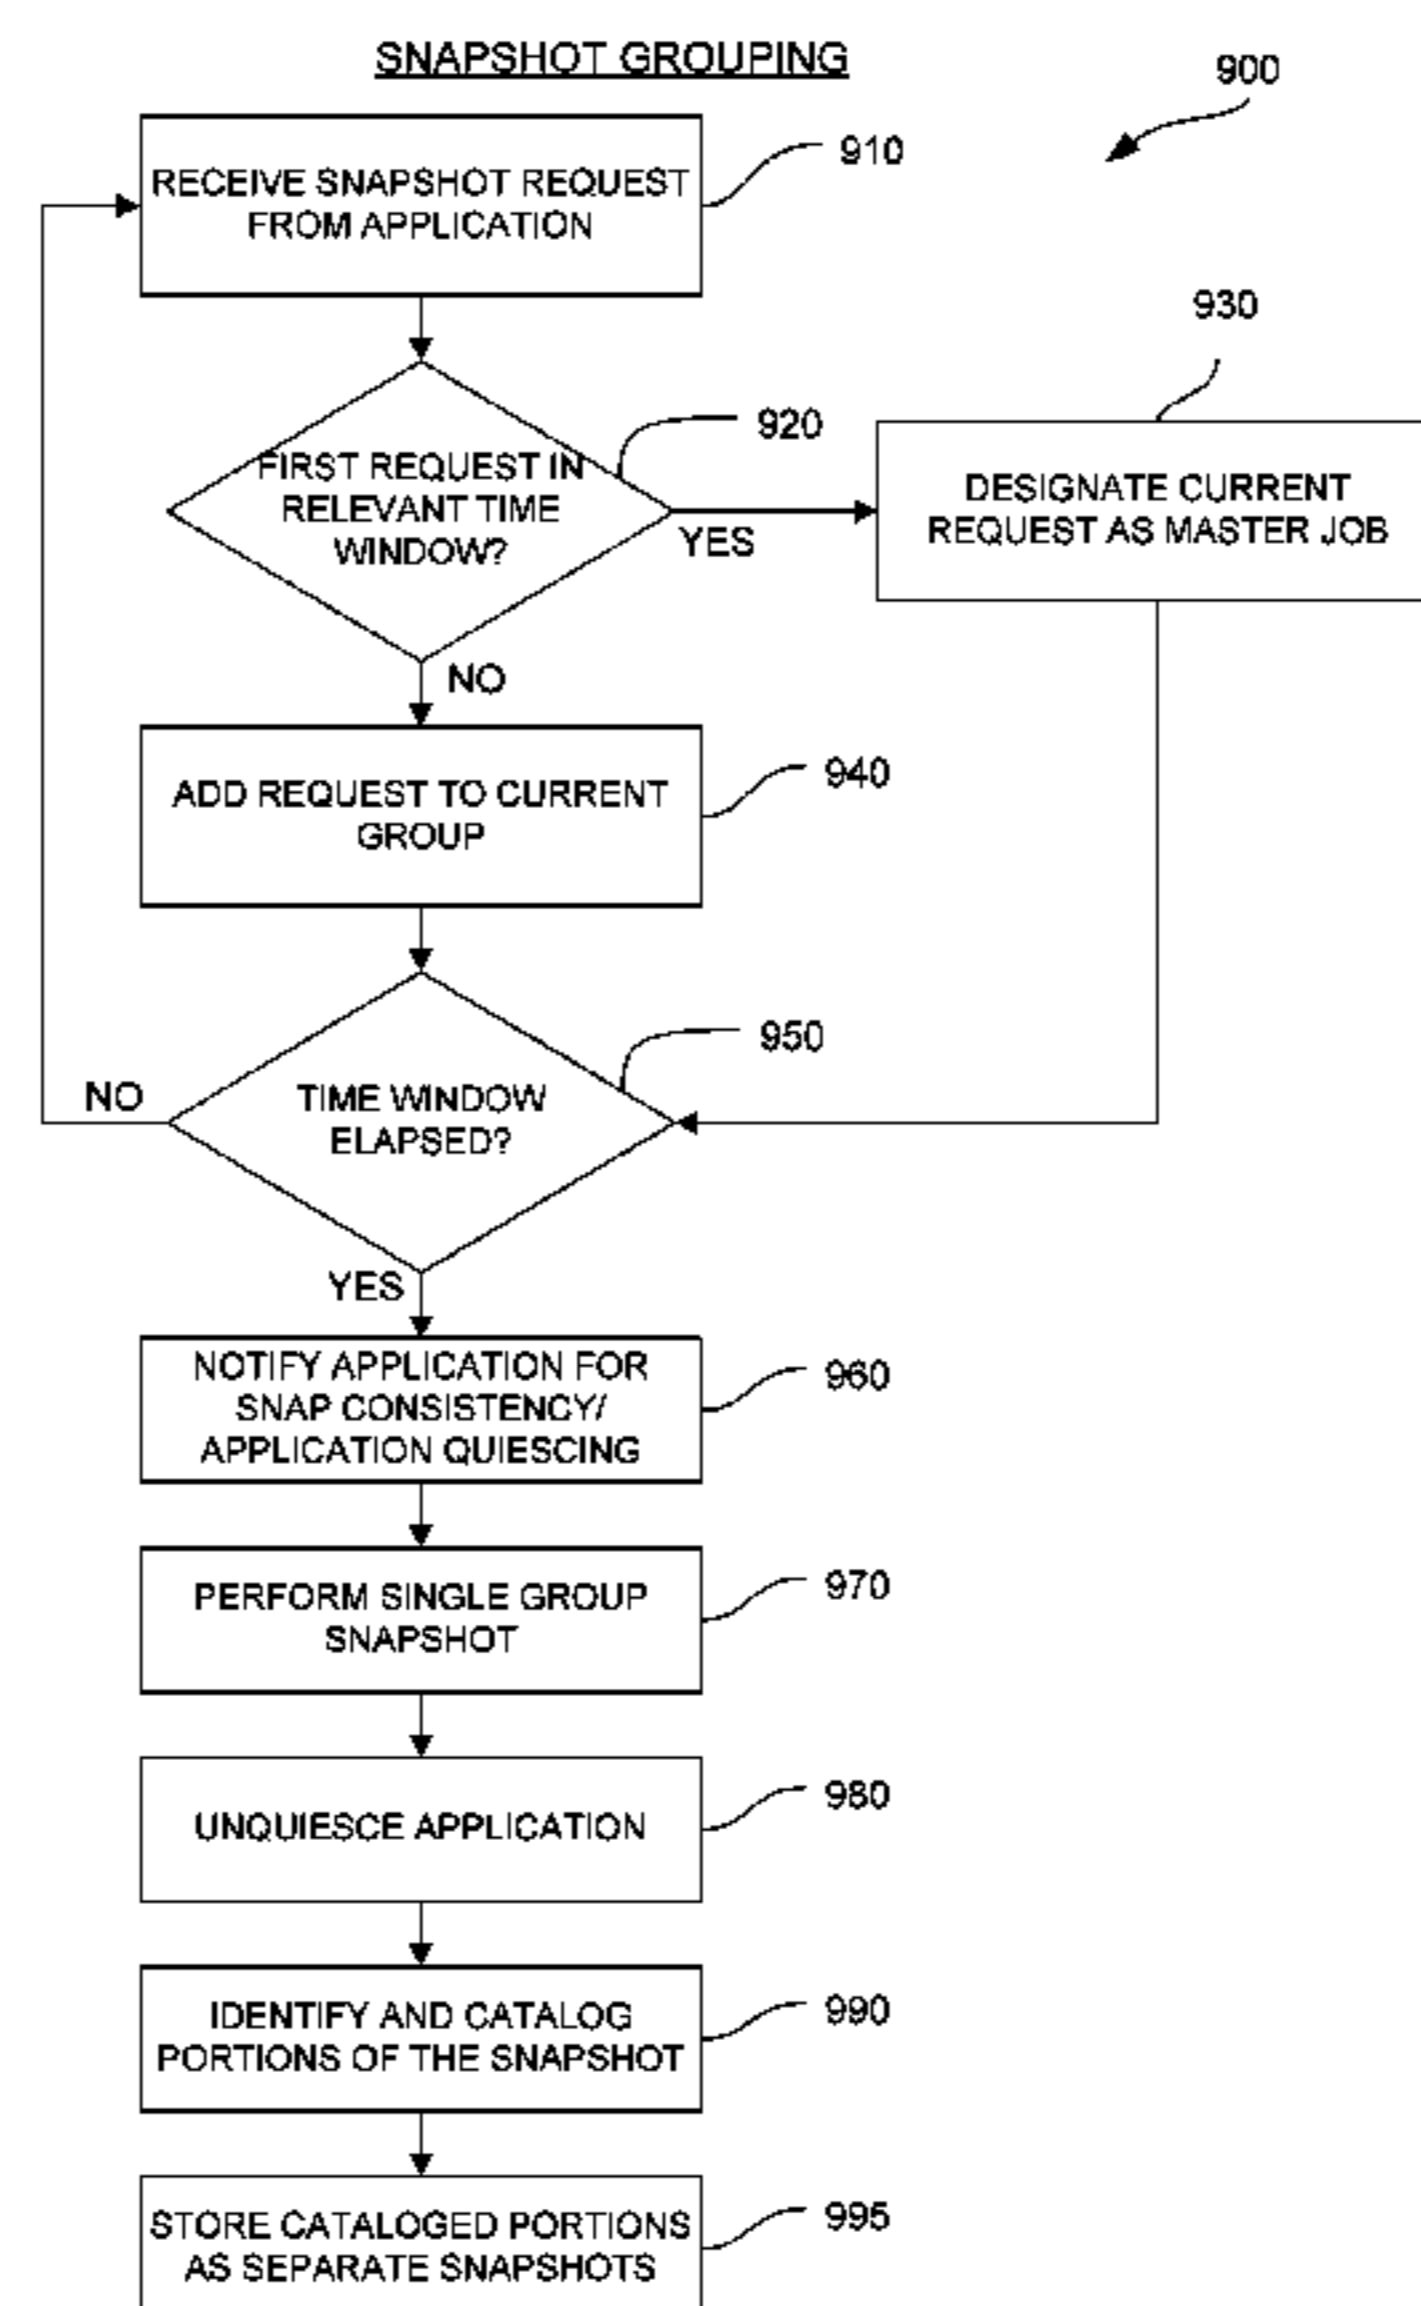 SNAPSHOT GROUPING
900
RECEIVE SNAPSHOT REQUEST
FROM APPLICATION
910
FIRST REQUEST IN
RELEVANT TIME
WINDOW?
920
YES
930
DESIGNATE CURRENT
REQUEST AS MASTER JOB
NO
ADD REQUEST TO CURRENT
GROUP
940
TIME WINDOW
ELAPSED?
950
NO
YES
NOTIFY APPLICATION FOR
SNAP CONSISTENCY/
APPLICATION QUIESCING
960
PERFORM SINGLE GROUP
SNAPSHOT
970
UNQUIESCE APPLICATION
980
IDENTIFY AND CATALOG
PORTIONS OF THE SNAPSHOT
990
STORE CATALOGED PORTIONS
AS SEPARATE SNAPSHOTS
995